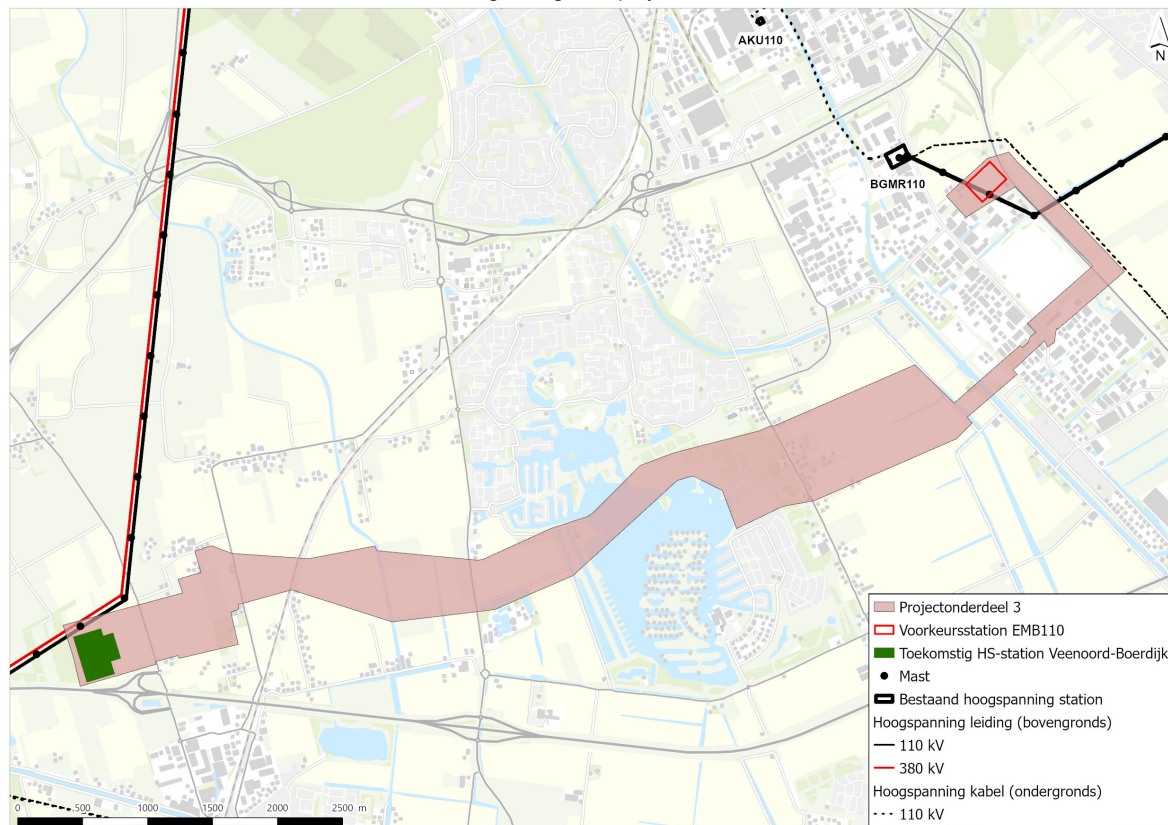 AKU110
N
BGMR110
Projectonderdeel 3
Voorkeursstation EMB110
Toekomstig HS-station Veenoord-Boerdijk
Mast
Bestaand hoogspanning station
Hoogspanning leiding (bovengronds)
110 kV
380 kV
Hoogspanning kabel (ondergronds)
110 kV
0 500 1000 1500 2000 2500 m